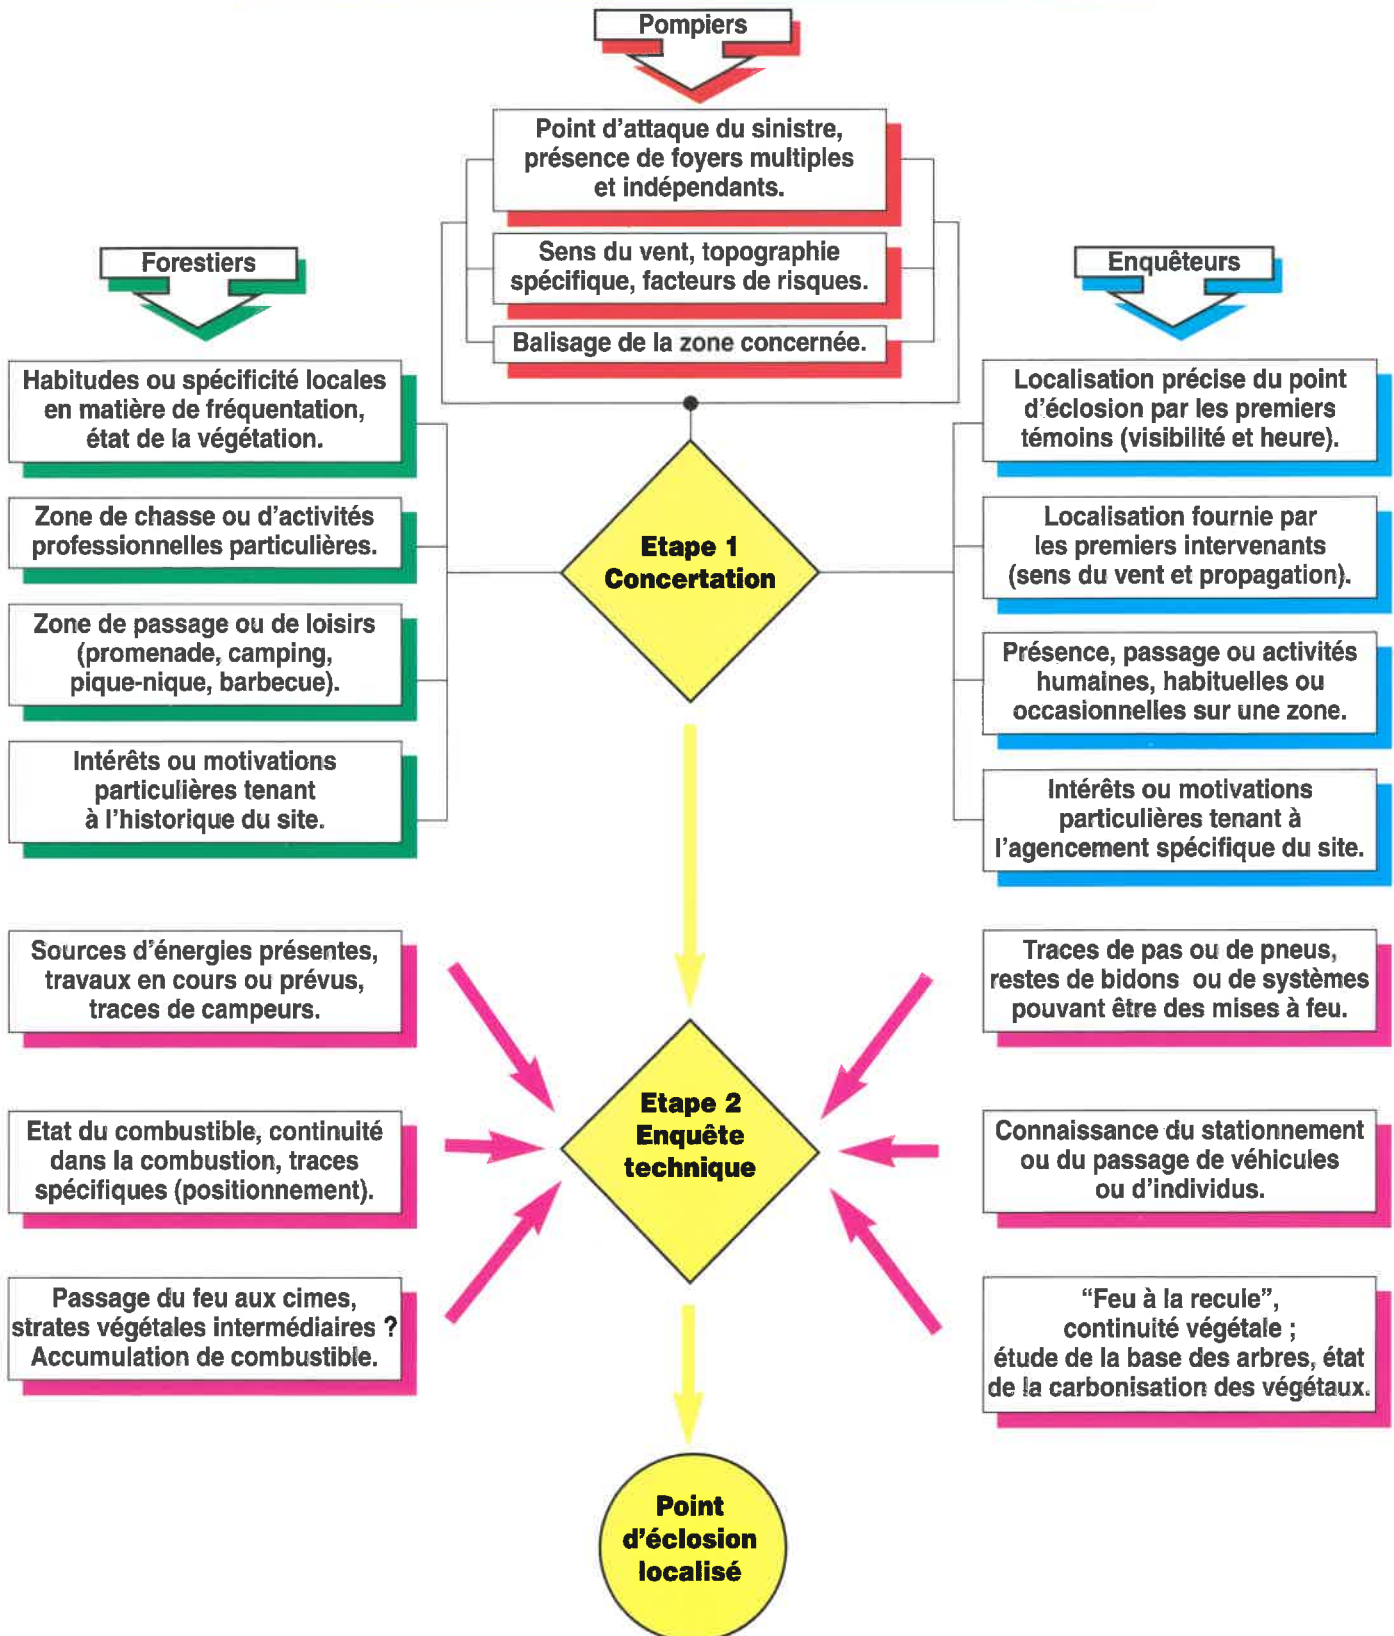 Pompiers
Point d'attaque du sinistre,
présence de foyers multiples
et indépendants.
Sens du vent, topographie
spécifique, facteurs de risques.
Balisage de la zone concernée.
Forestiers
Habitudes ou spécificité locales
en matière de fréquentation,
état de la végétation.
Zone de chasse ou d'activités
professionnelles particulières.
Zone de passage ou de loisirs
(promenade, camping,
pique-nique, barbecue).
Intérêts ou motivations
particulières tenant
à l'historique du site.
Enquêteurs
Localisation précise du point
d'éclosion par les premiers
témoins (visibilité et heure).
Localisation fournie par
les premiers intervenants
(sens du vent et propagation).
Présence, passage ou activités
humaines, habituelles ou
occasionnelles sur une zone.
Intérêts ou motivations
particulières tenant à
l'agencement spécifique du site.
Etape 1
Concertation
Sources d'énergies présentes,
travaux en cours ou prévus,
traces de campeurs.
Etat du combustible, continuité
dans la combustion, traces
spécifiques (positionnement).
Passage du feu aux cimes,
strates végétales intermédiaires ?
Accumulation de combustible.
Etape 2
Enquête
technique
Traces de pas ou de pneus,
restes de bidons ou de systèmes
pouvant être des mises à feu.
Connaissance du stationnement
ou du passage de véhicules
ou d'individus.
“Feu à la recule”,
continuité végétale ;
étude de la base des arbres, état
de la carbonisation des végétaux.
Point
d'éclosion
localisé